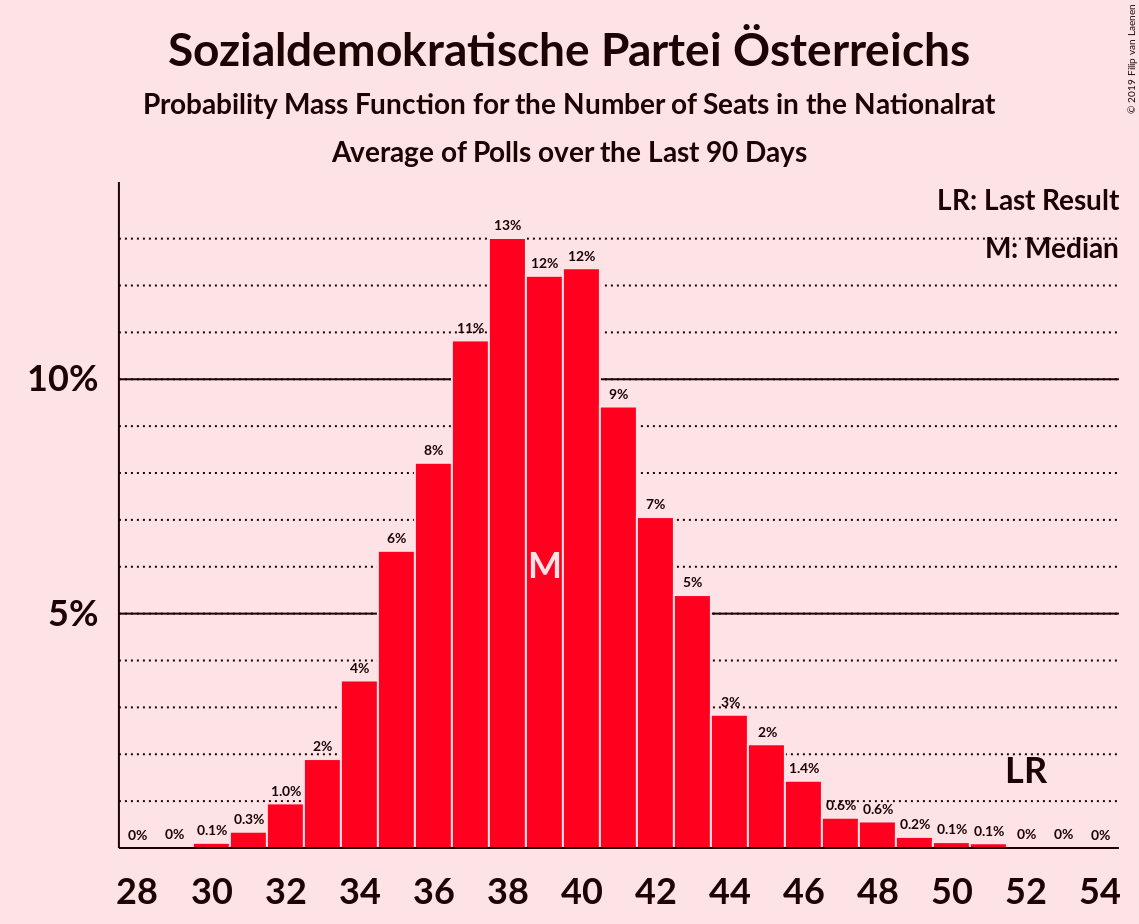 Sozialdemokratische Partei Österreichs
Probability Mass Function for the Number of Seats in the Nationalrat
Average of Polls over the Last 90 Days
© 2019 Filip van Laenen
LR: Last Result
M: Median
10%
5%
0% 0% 0.1% 0.3% 1.0% 2% 4% 6% 8% 11% 13% 12% 12% 9% 7% 5% 3% 2% 1.4% 0.6% 0.6% 0.2% 0.1% 0.1% 0% 0% 0%
M
LR
28 30 32 34 36 38 40 42 44 46 48 50 52 54